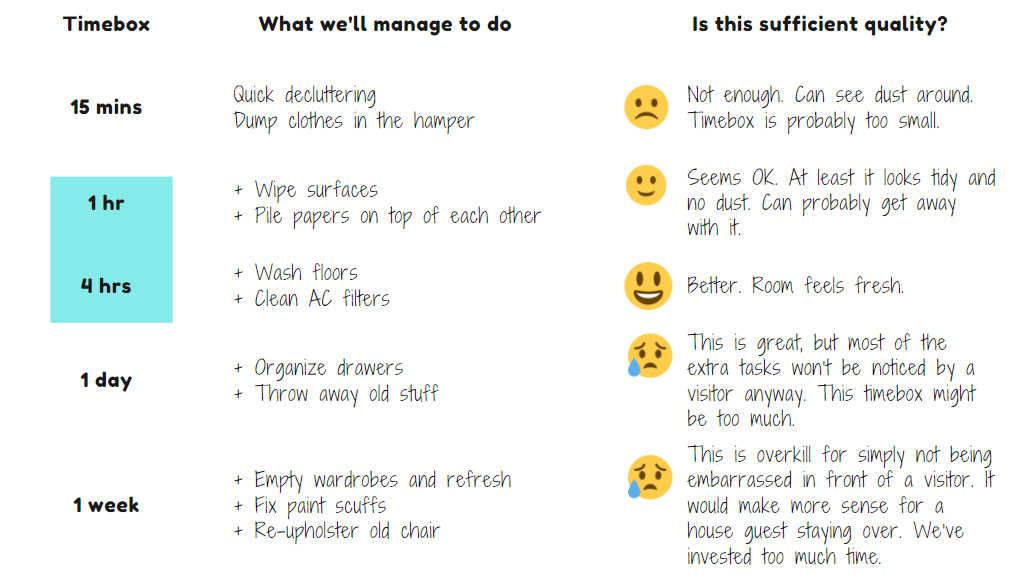 Timebox What we'll manage to do Is this sufficient quality?
15 mins
Quick decluttering
Dump clothes in the hamper
Not enough. Can see dust around.
Timebox is probably too small.
1 hr
+ Wipe surfaces
+ Pile papers on top of each other
Seems OK. At least it looks tidy and
no dust. Can probably get away
with it.
4 hrs
+ Wash floors
+ Clean AC filters
Better. Room feels fresh.
1 day
+ Organize drawers
+ Throw away old stuff
This is great, but most of the
extra tasks won't be noticed by a
visitor anyway. This timebox might
be too much.
1 week
+ Empty wardrobes and refresh
+ Fix paint scuffs
+ Re-upholster old chair
This is overkill for simply not being
embarrassed in front of a visitor. It
would make more sense for a
house guest staying over. We've
invested too much time.